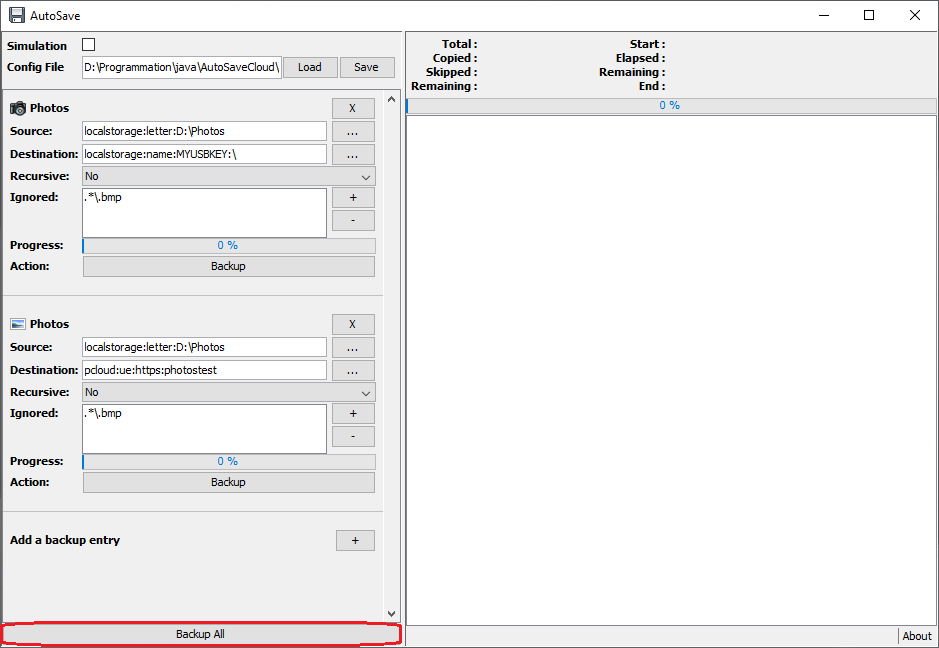 AutoSave
Simulation
Config File D:\Programmation\java\AutoSaveCloud\ Load Save
Photos X
Source: localstorage:letter:D:\Photos ...
Destination: localstorage:name:MYUSBKEY:\ ...
Recursive: No
Ignored: .*\.bmp +
-
Progress: 0 %
Action: Backup
Photos X
Source: localstorage:letter:D:\Photos ...
Destination: pcloud:ue:https:photostest ...
Recursive: No
Ignored: .*\.bmp +
-
Progress: 0 %
Action: Backup
Add a backup entry +
Backup All
Total : Start :
Copied : Elapsed :
Skipped : Remaining :
Remaining : End :
0 %
About